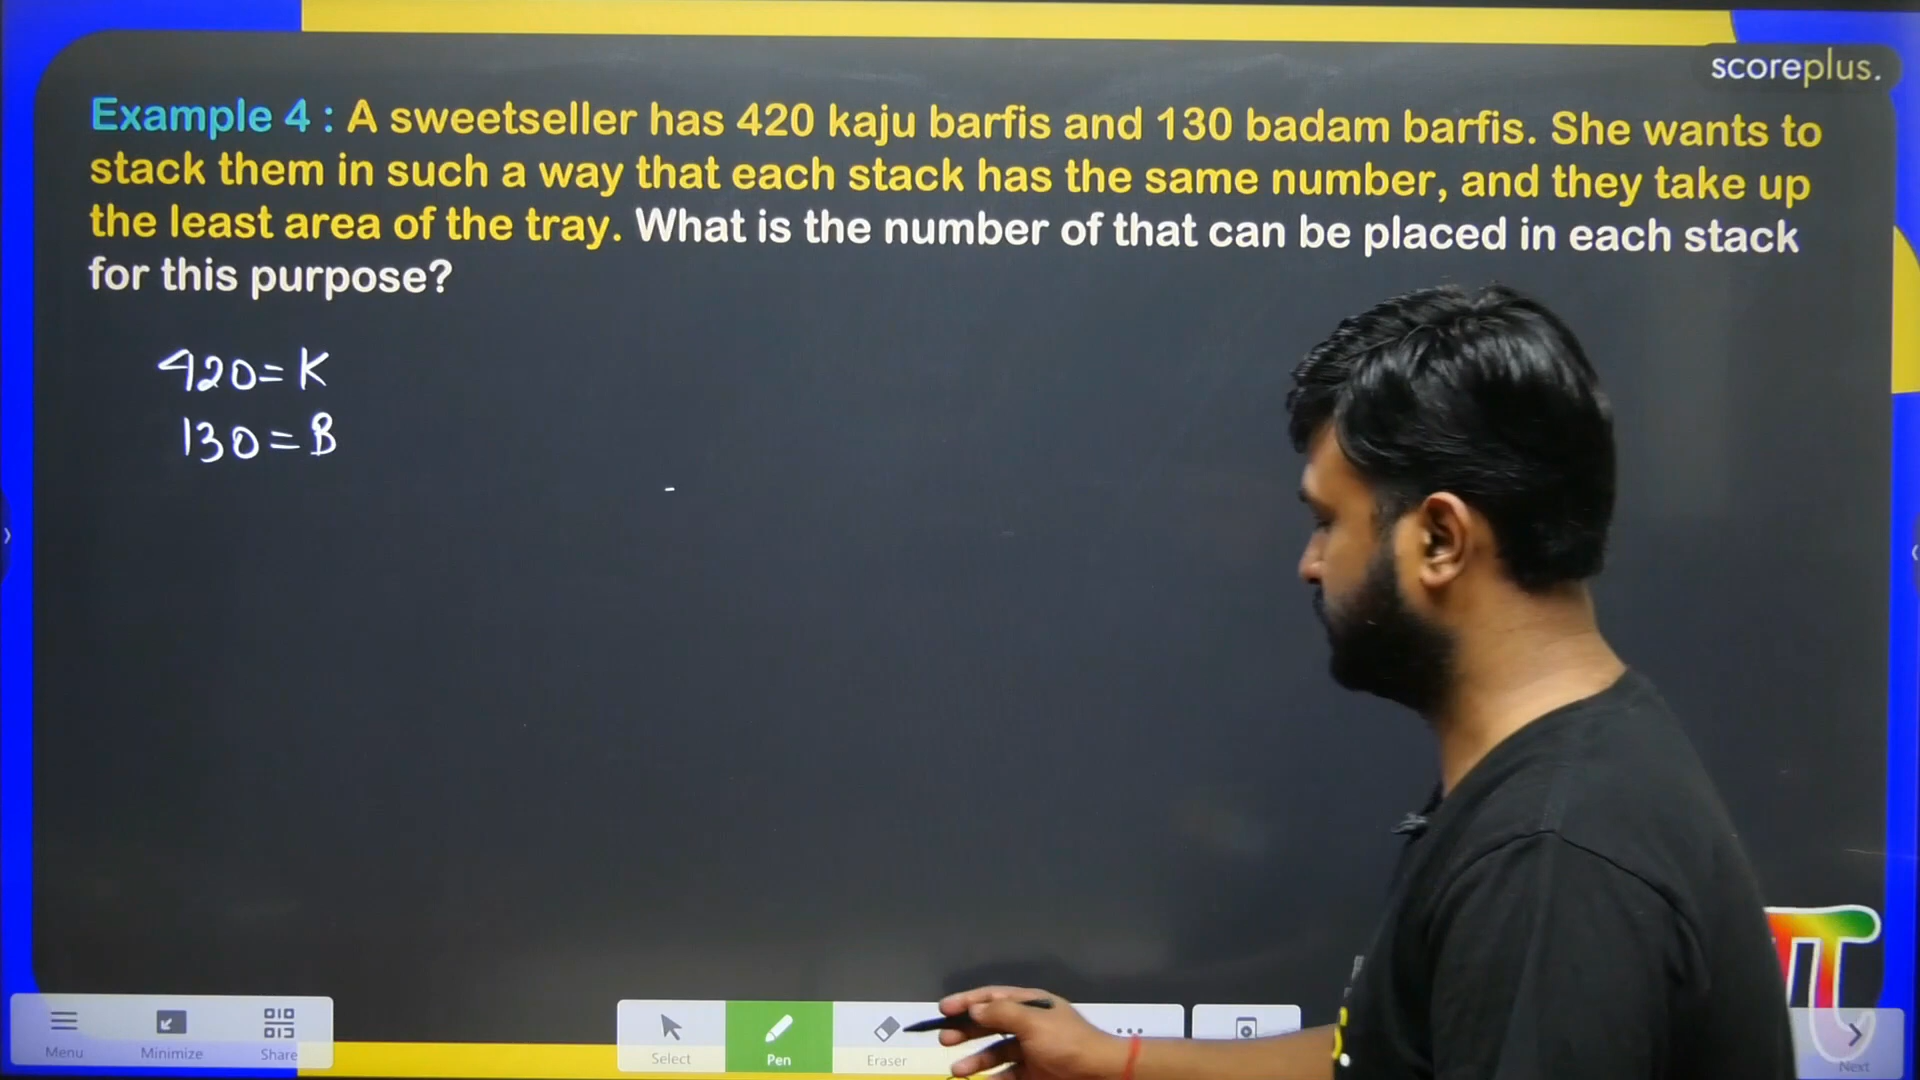 scoreplus.
Example 4 : A sweetseller has 420 kaju barfis and 130 badam barfis. She wants to
stack them in such a way that each stack has the same number, and they take up
the least area of the tray. What is the number of that can be placed in each stack
for this purpose?
420 = K
130 = B
Menu
Minimize
Share
Select
Pen
Eraser
Next